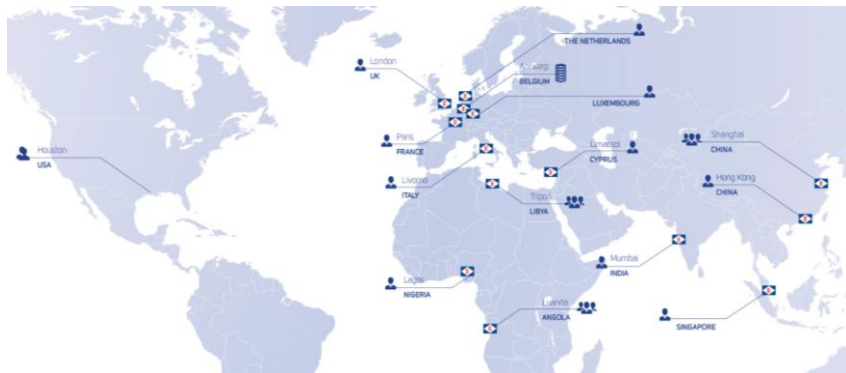 London
UK
THE NETHERLANDS
Antwerp
BELGIUM
LUXEMBOURG
Paris
FRANCE
Limassol
CYPRUS
Shanghai
CHINA
Houston
USA
Livorno
ITALY
Tripoli
LIBYA
Hong Kong
CHINA
Lagos
NIGERIA
Mumbai
INDIA
Luanda
ANGOLA
SINGAPORE